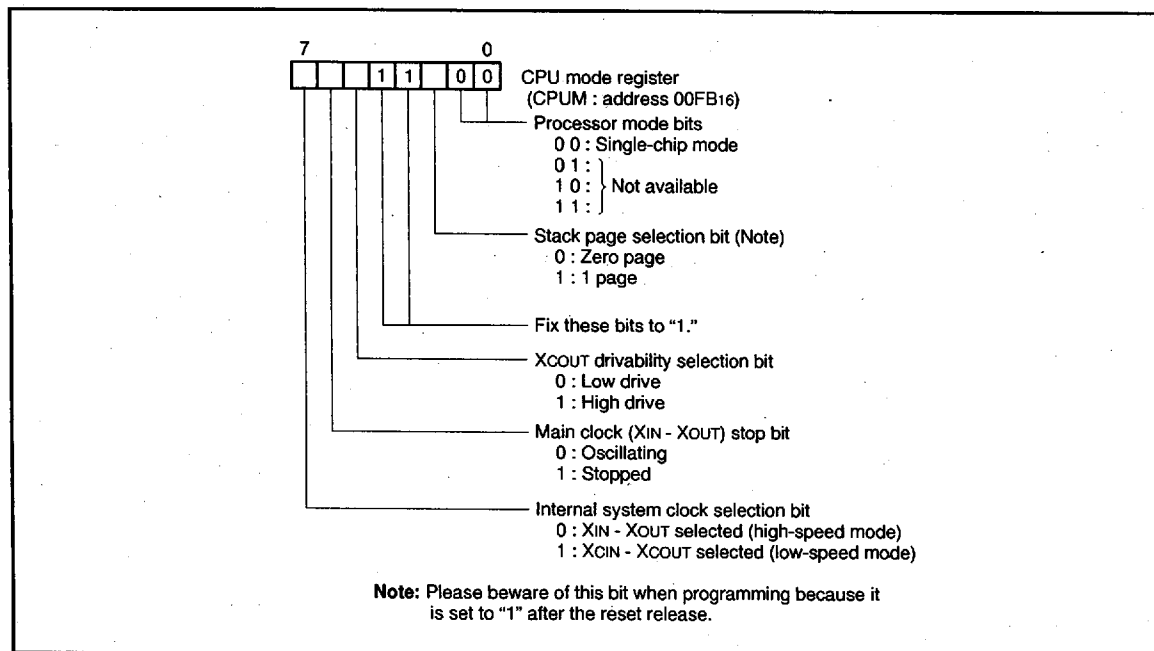 7 0
1 1 0 0
CPU mode register
(CPUM : address 00FB16)
Processor mode bits
0 0 : Single-chip mode
0 1 :
1 0 : Not available
1 1 :
Stack page selection bit (Note)
0 : Zero page
1 : 1 page
Fix these bits to “1.”
XCOUT drivability selection bit
0 : Low drive
1 : High drive
Main clock (XIN - XOUT) stop bit
0 : Oscillating
1 : Stopped
Internal system clock selection bit
0 : XIN - XOUT selected (high-speed mode)
1 : XCIN - XCOUT selected (low-speed mode)
Note: Please beware of this bit when programming because it
is set to “1” after the reset release.